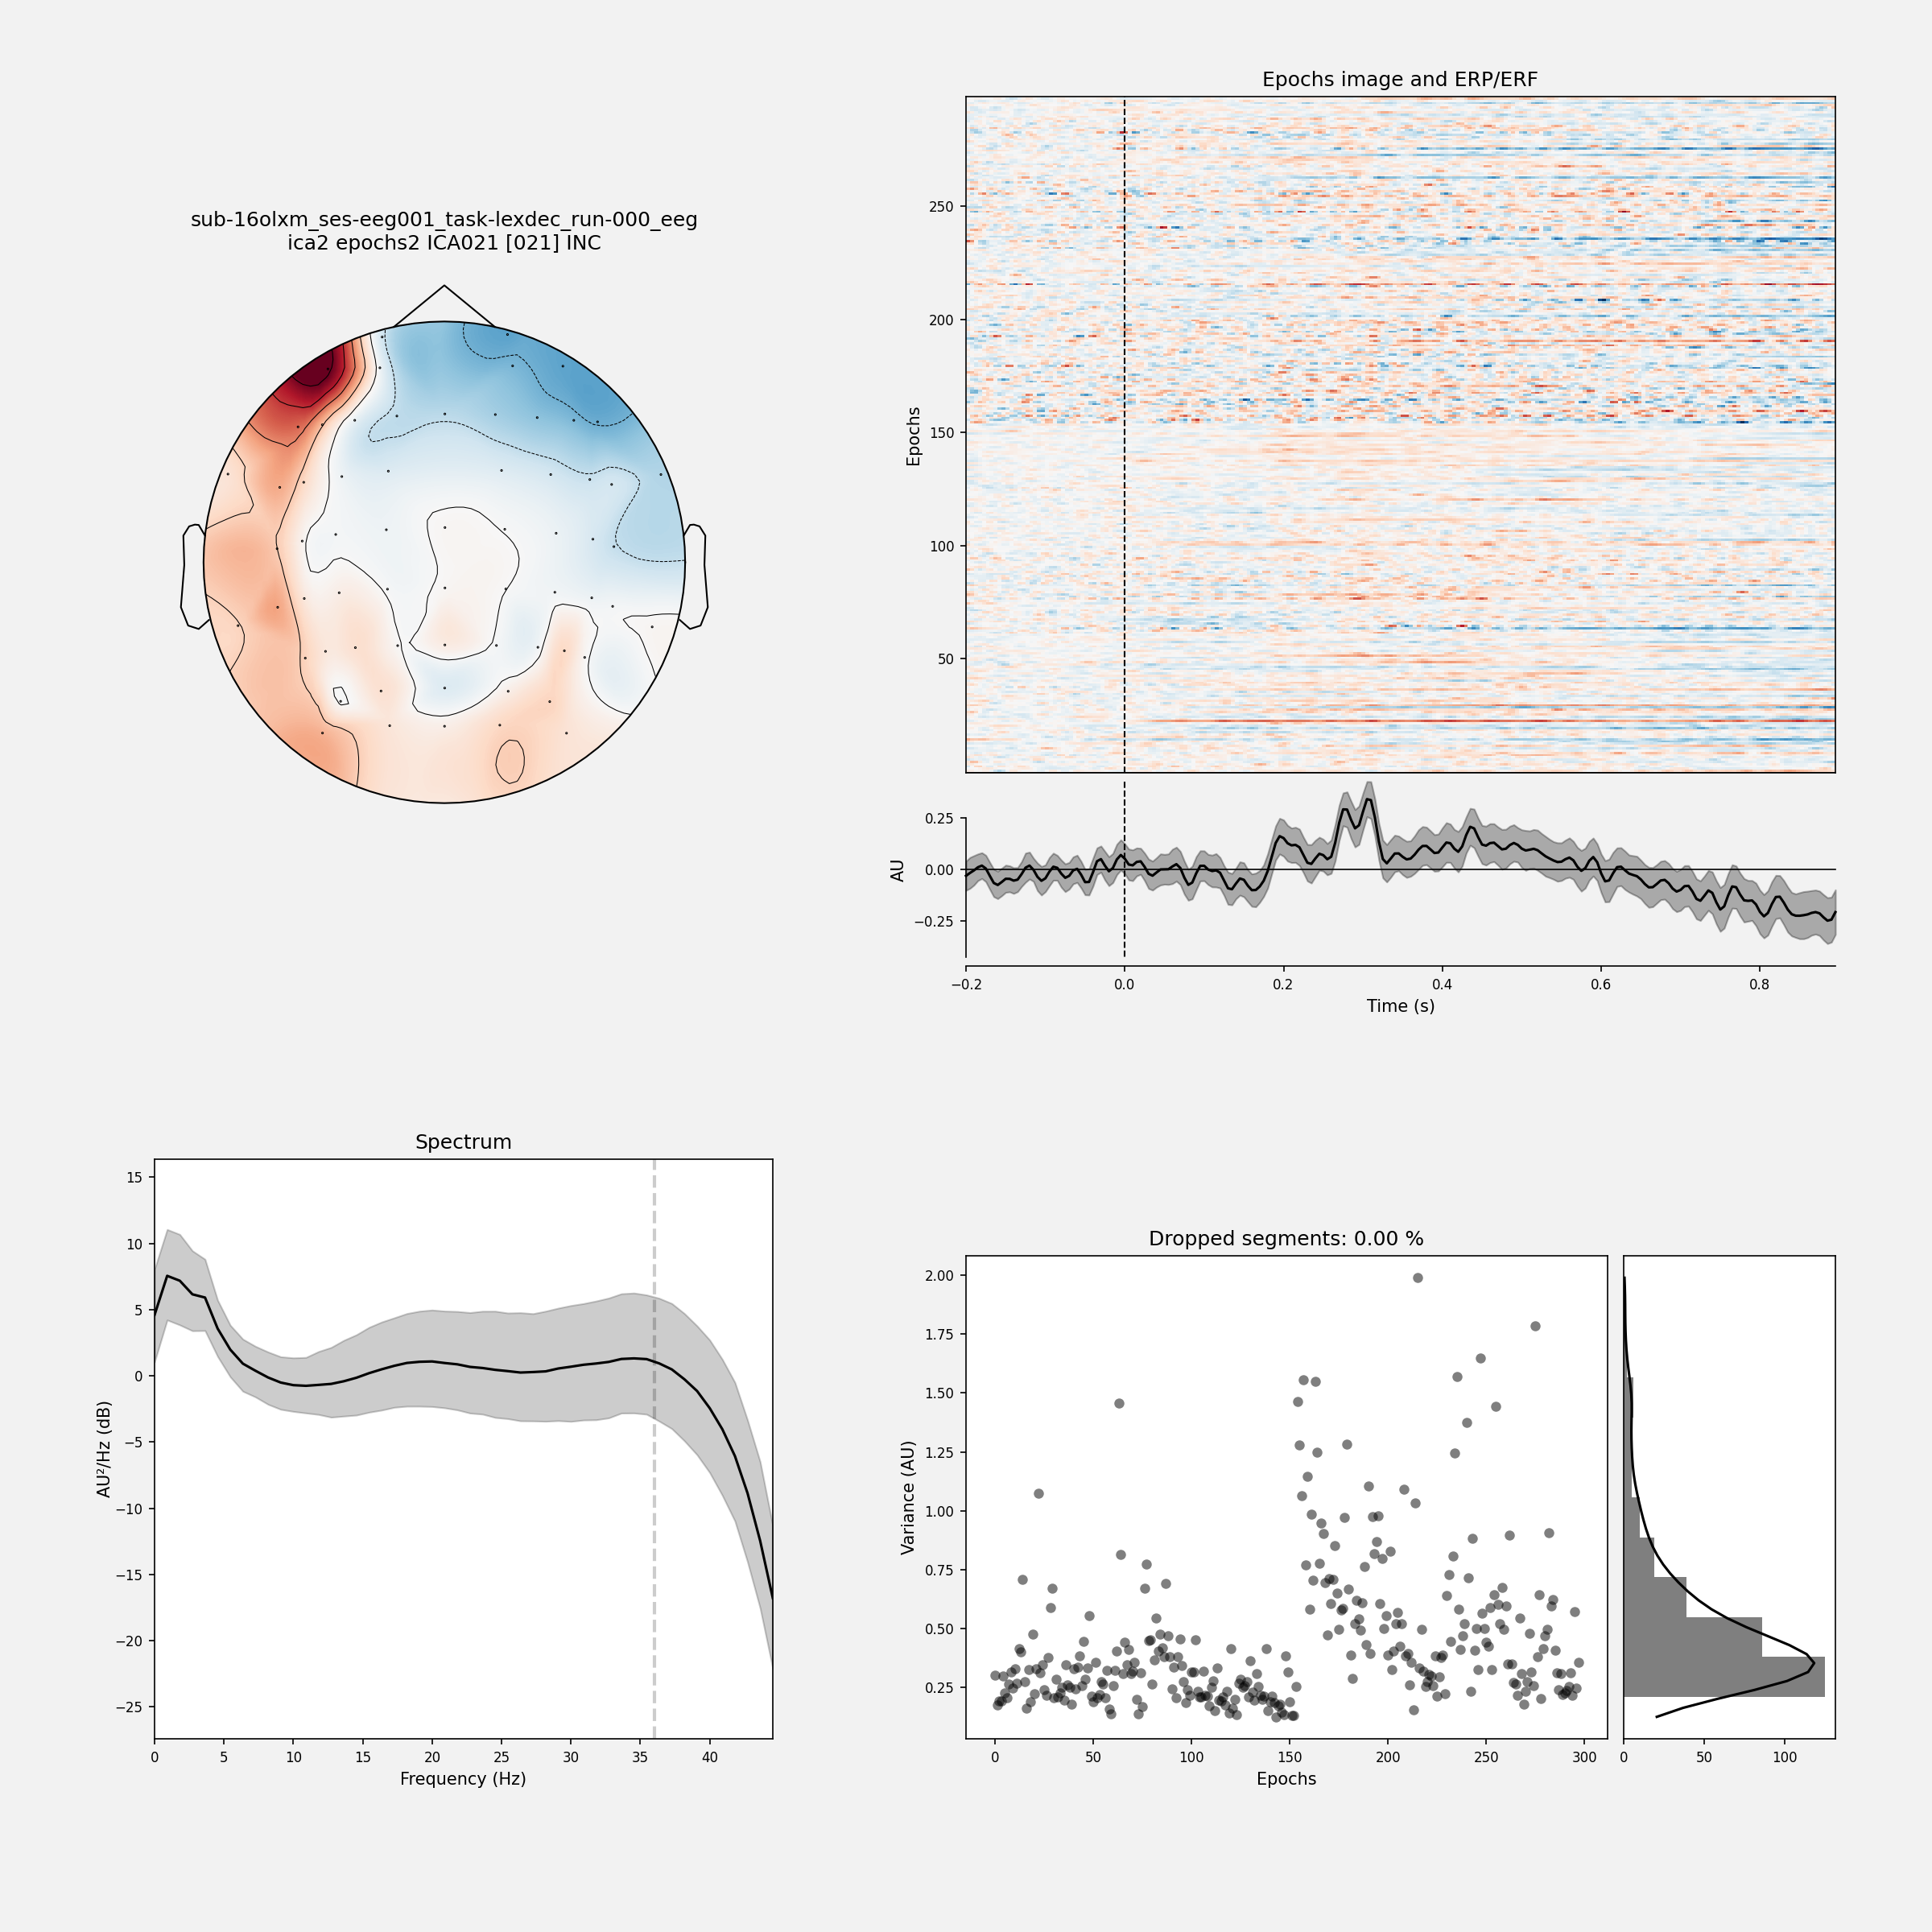 sub-16olxm_ses-eeg001_task-lexdec_run-000_eeg
ica2 epochs2 ICA021 [021] INC
Epochs image and ERP/ERF
Epochs
250
200
150
100
50
AU
0.25
0.00
−0.25
−0.2 0.0 0.2 0.4 0.6 0.8
Time (s)
Spectrum
AU²/Hz (dB)
15
10
5
0
−5
−10
−15
−20
−25
0 5 10 15 20 25 30 35 40
Frequency (Hz)
Dropped segments: 0.00 %
Variance (AU)
2.00
1.75
1.50
1.25
1.00
0.75
0.50
0.25
0 50 100 150 200 250 300
Epochs
0 50 100